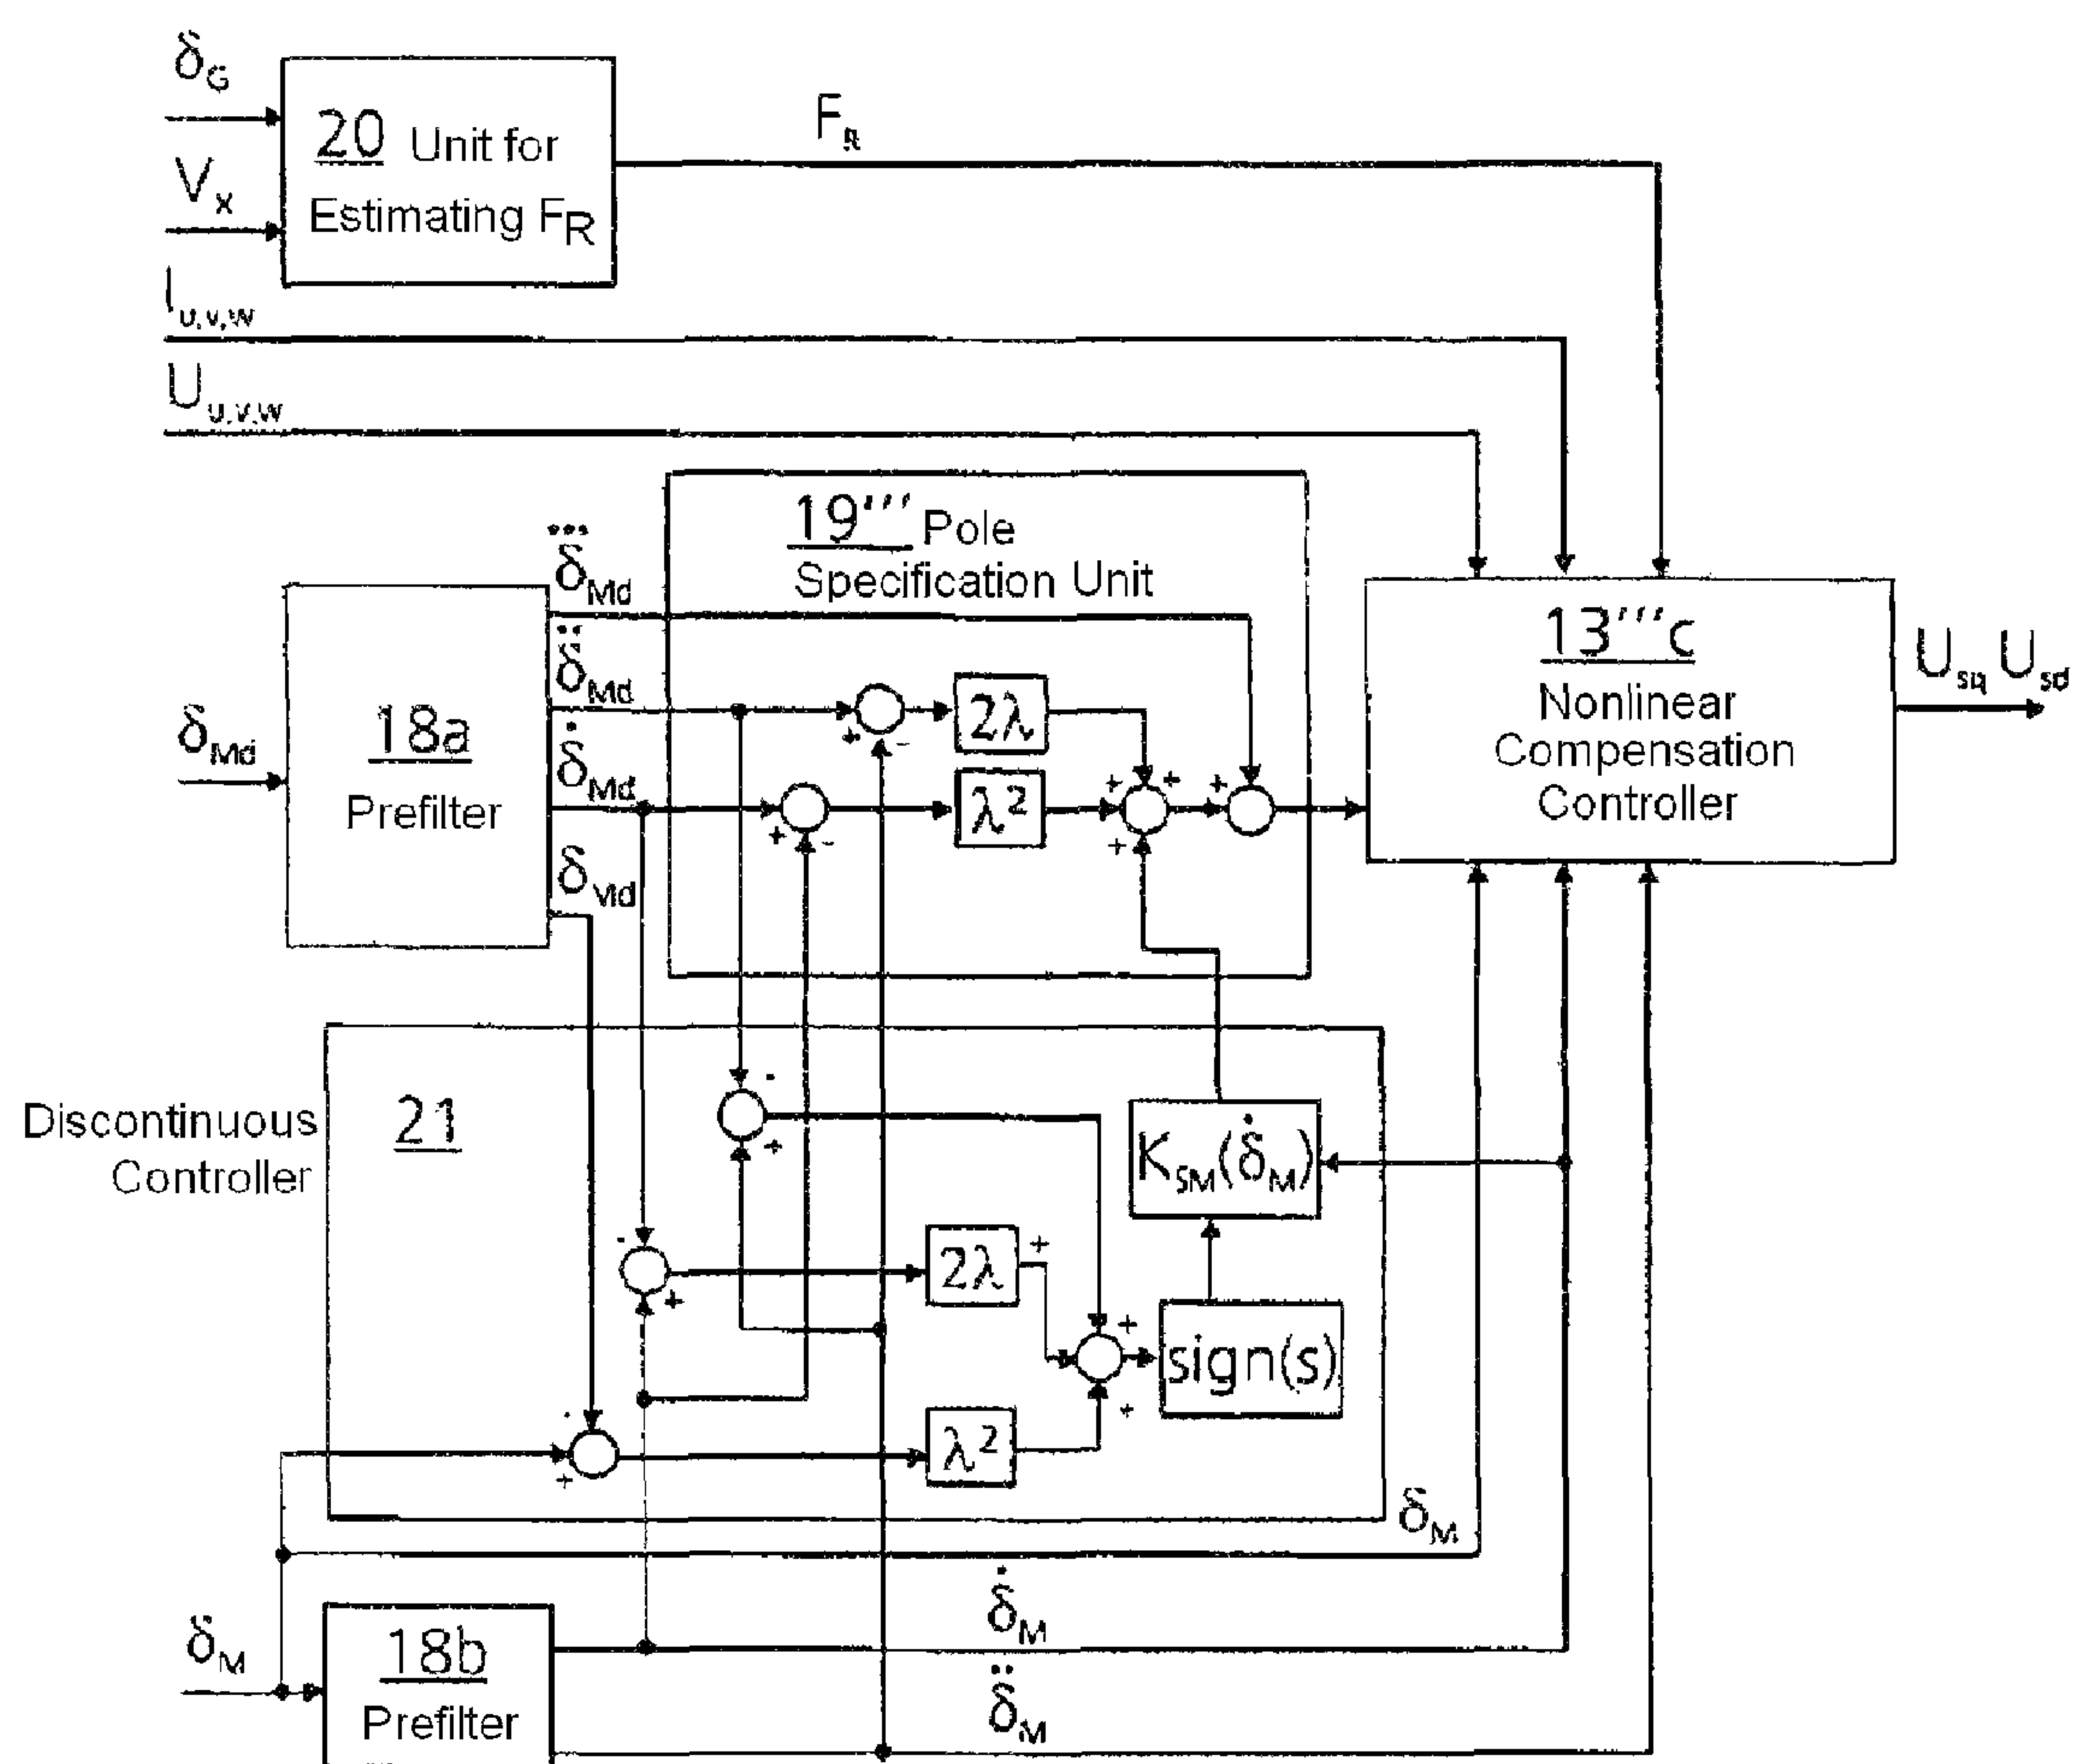 δG
20 Unit for
Estimating FR
FR
Vx
Iu,v,w
Uu,v,w
19''' Pole
Specification Unit
δ⃛Md
δ̈Md
δ̇Md
δMd
δMd
18a
Prefilter
2λ
+
-
λ²
+
-
+
+
+
+
13'''c
Nonlinear
Compensation
Controller
Usq Usd
Discontinuous
Controller
21
-
+
KSM(δ̇M)
-
+
2λ
+
+
sign(s)
+
-
+
λ²
δM
δM
18b
Prefilter
δ̇M
δ̈M